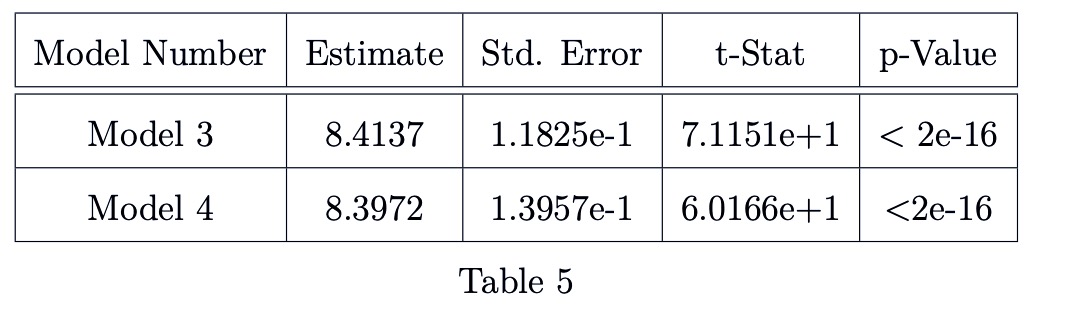 Model Number Estimate Std. Error t-Stat p-Value
Model 3 8.4137 1.1825e-1 7.1151e+1 < 2e-16
Model 4 8.3972 1.3957e-1 6.0166e+1 <2e-16
Table 5